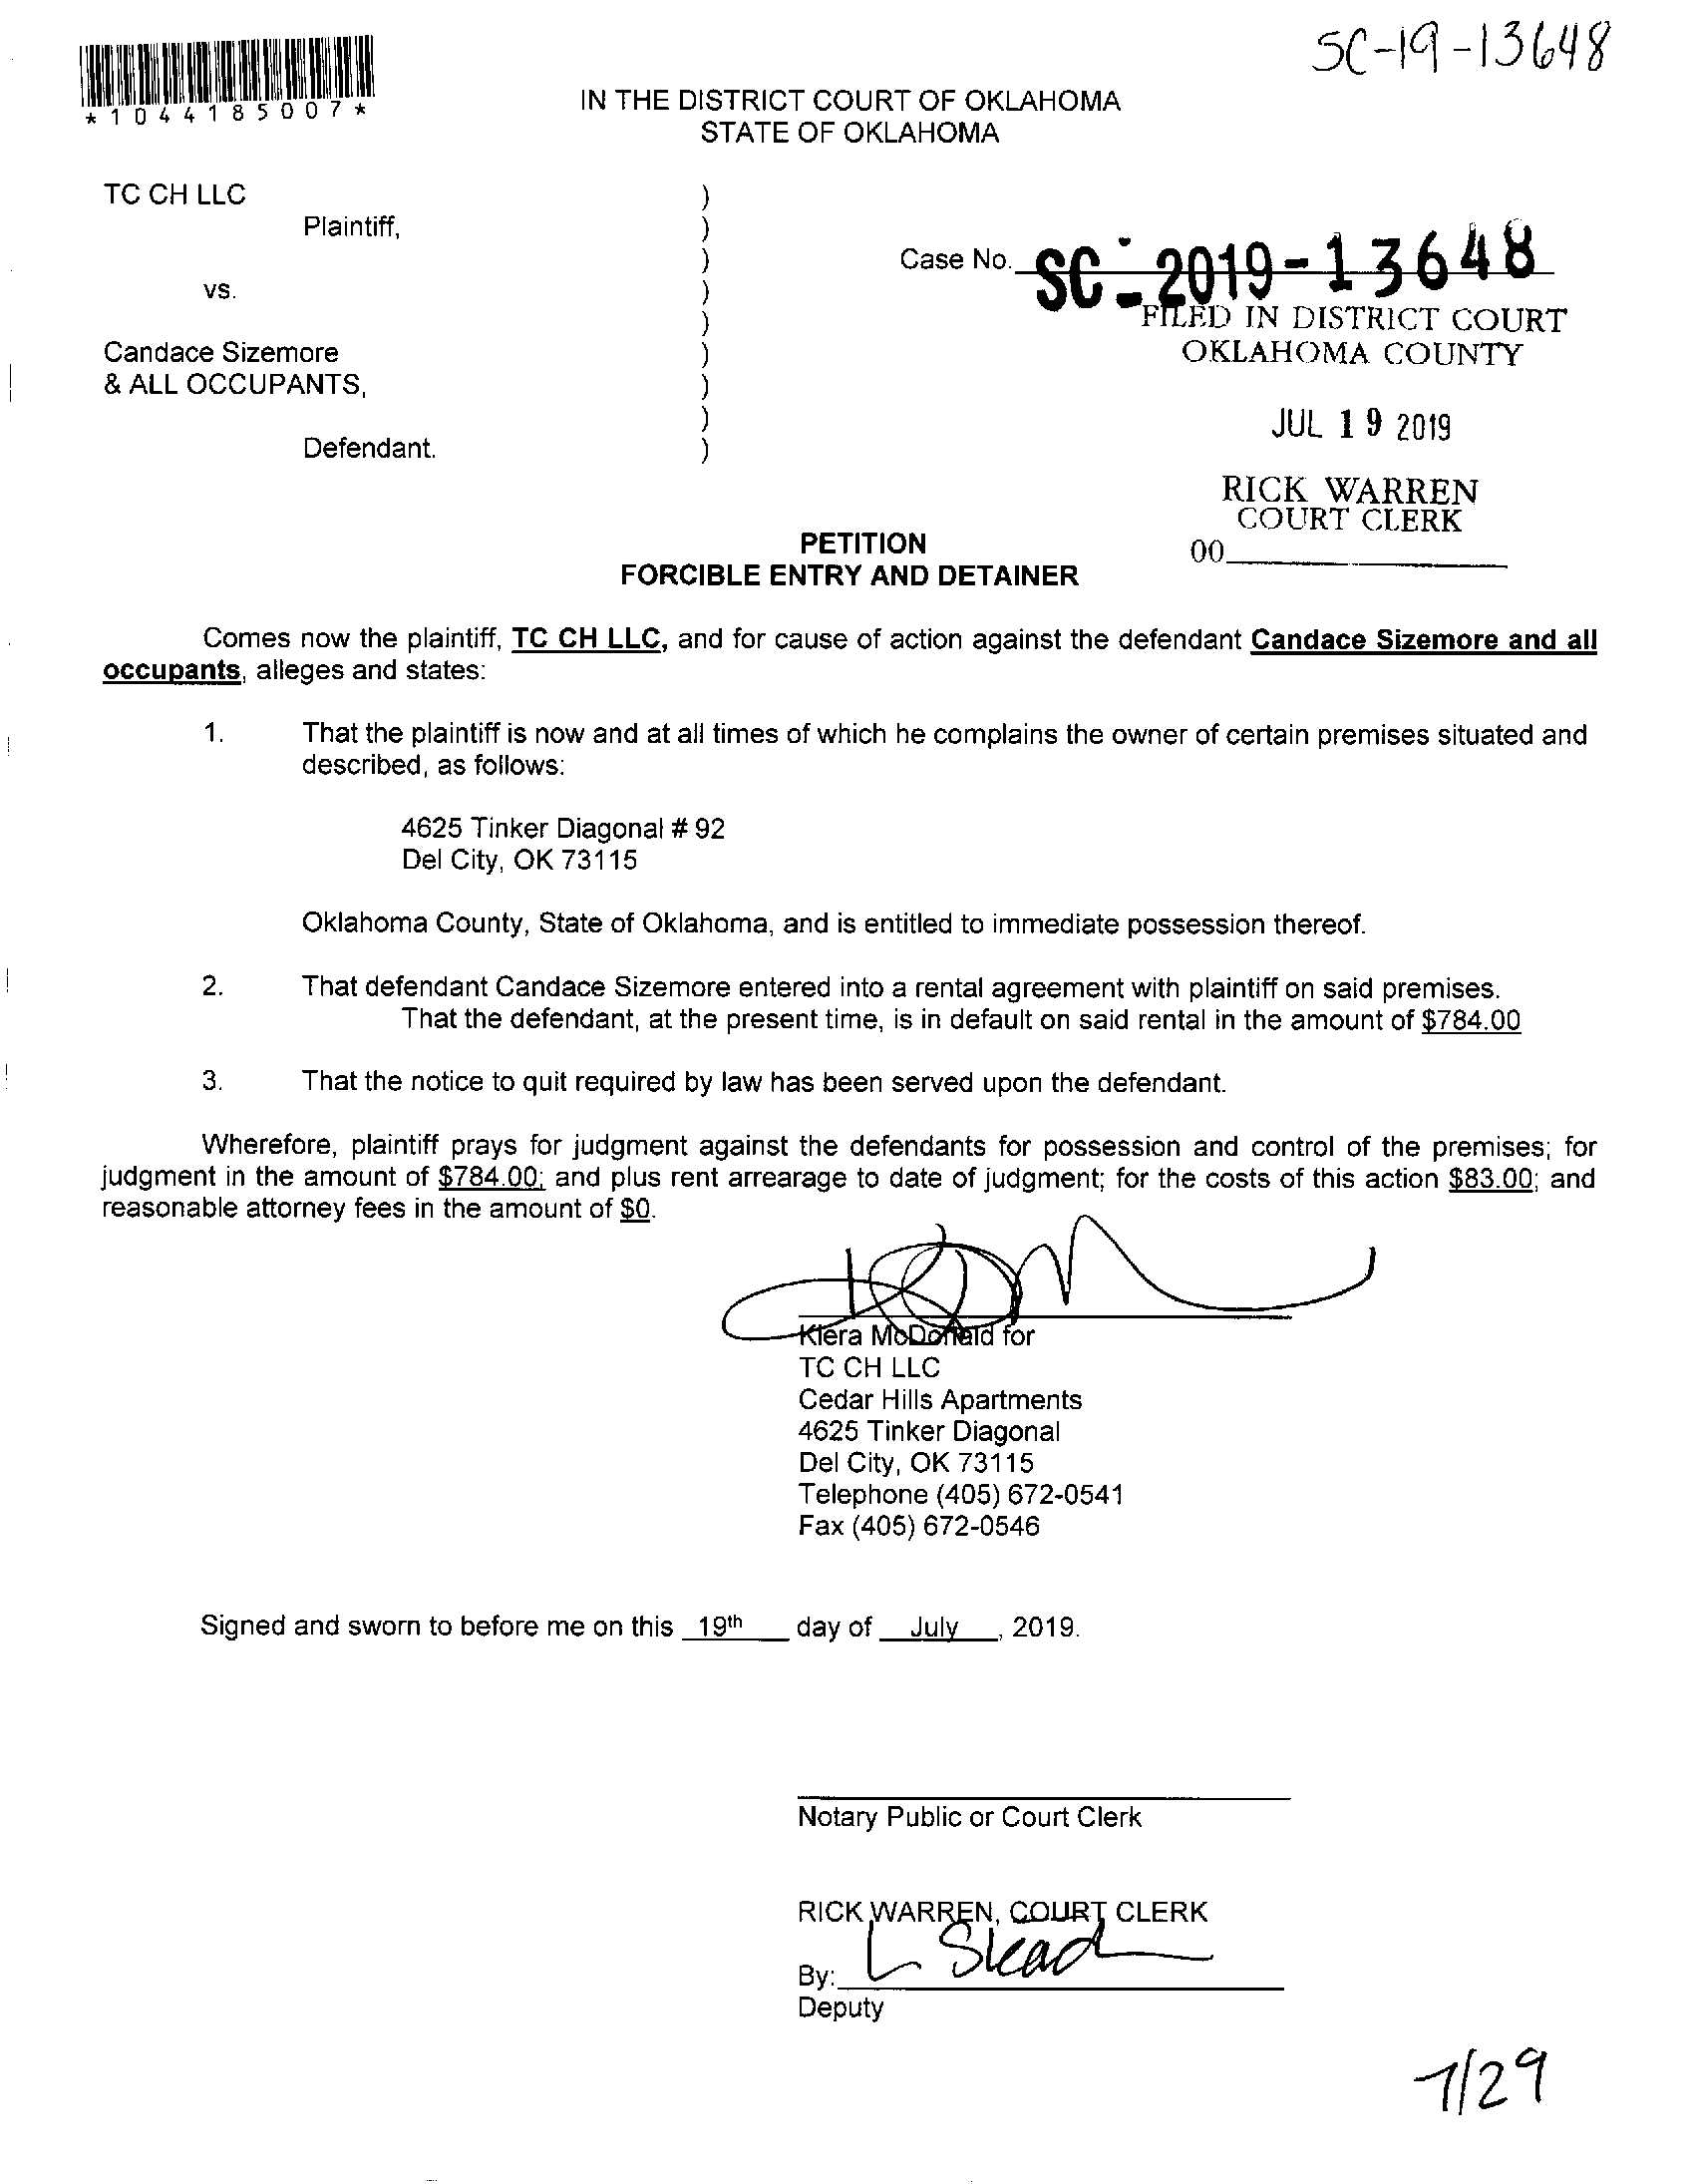 SC-19-13648
*1044185007*
IN THE DISTRICT COURT OF OKLAHOMA
STATE OF OKLAHOMA
TC CH LLC )
Plaintiff, )
) Case No. SC-2019-13648
vs. )
) FILED IN DISTRICT COURT
Candace Sizemore ) OKLAHOMA COUNTY
& ALL OCCUPANTS, )
) JUL 19 2019
Defendant. )
RICK WARREN
COURT CLERK
PETITION
00
FORCIBLE ENTRY AND DETAINER
Comes now the plaintiff, TC CH LLC, and for cause of action against the defendant Candace Sizemore and all
occupants, alleges and states:
1. That the plaintiff is now and at all times of which he complains the owner of certain premises situated and
described, as follows:
4625 Tinker Diagonal # 92
Del City, OK 73115
Oklahoma County, State of Oklahoma, and is entitled to immediate possession thereof.
2. That defendant Candace Sizemore entered into a rental agreement with plaintiff on said premises.
That the defendant, at the present time, is in default on said rental in the amount of $784.00
3. That the notice to quit required by law has been served upon the defendant.
Wherefore, plaintiff prays for judgment against the defendants for possession and control of the premises; for
judgment in the amount of $784.00; and plus rent arrearage to date of judgment; for the costs of this action $83.00; and
reasonable attorney fees in the amount of $0.
Kiera McDonald for
TC CH LLC
Cedar Hills Apartments
4625 Tinker Diagonal
Del City, OK 73115
Telephone (405) 672-0541
Fax (405) 672-0546
Signed and sworn to before me on this 19th day of July, 2019.
Notary Public or Court Clerk
RICK WARREN, COURT CLERK
By: L Slead
Deputy
7/29